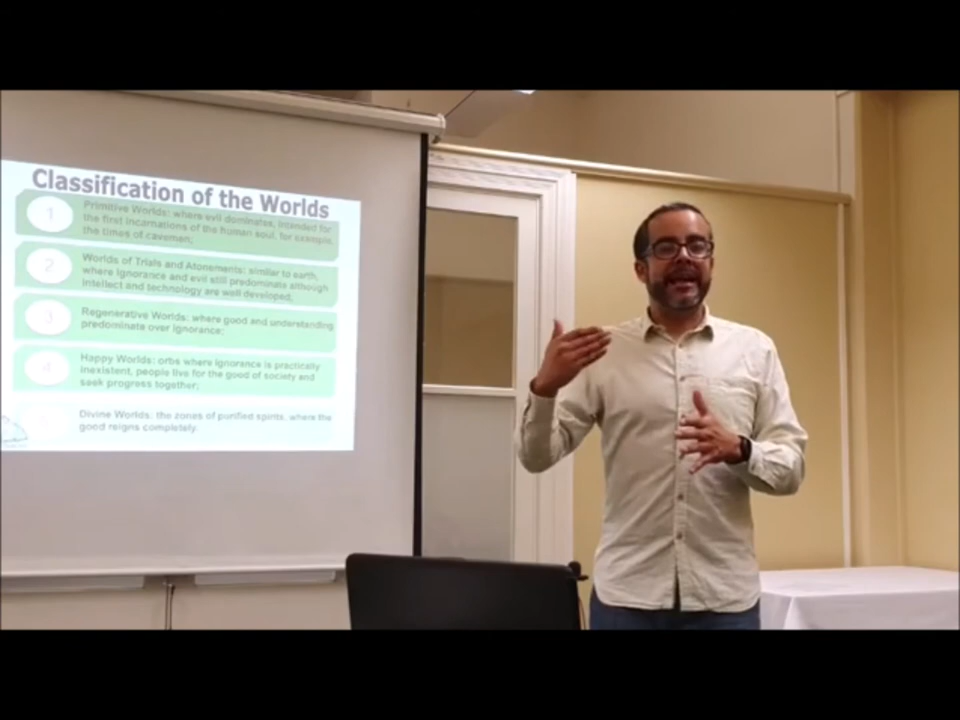 Classification of the Worlds
1
Primitive Worlds: where evil dominates, intended for
the first incarnations of the human soul, for example,
the times of caveman;
2
Worlds of Trials and Atonements: similar to earth,
where ignorance and evil still predominate although
intellect and technology are well developed;
3
Regenerative Worlds: where good and understanding
predominate over ignorance;
4
Happy Worlds: orbs where ignorance is practically
inexistent, people live for the good of society and
seek progress together;
5
Divine Worlds: the zones of purified spirits, where the
good reigns completely.